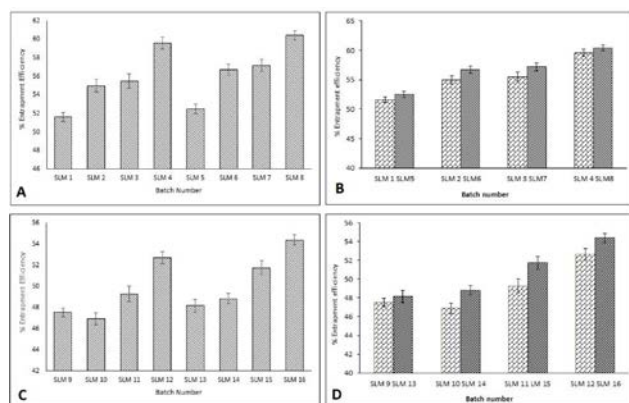 % Entrapment Efficiency
62
60
58
56
54
52
50
48
46
SLM 1 SLM 2 SLM 3 SLM 4 SLM 5 SLM 6 SLM 7 SLM 8
Batch Number
A
% Entrapment efficiency
65
60
55
50
45
40
SLM 1 SLM5 SLM 2 SLM6 SLM 3 SLM7 SLM 4 SLM8
Batch number
B
% Entrapment Efficiency
56
54
52
50
48
46
44
42
SLM 9 SLM 10 SLM 11 SLM 12 SLM 13 SLM 14 SLM 15 SLM 16
Batch Number
C
% Entrapment efficiency
56
54
52
50
48
46
44
42
40
SLM 9 SLM 13 SLM 10 SLM 14 SLM 11 LM 15 SLM 12 SLM 16
Batch number
D